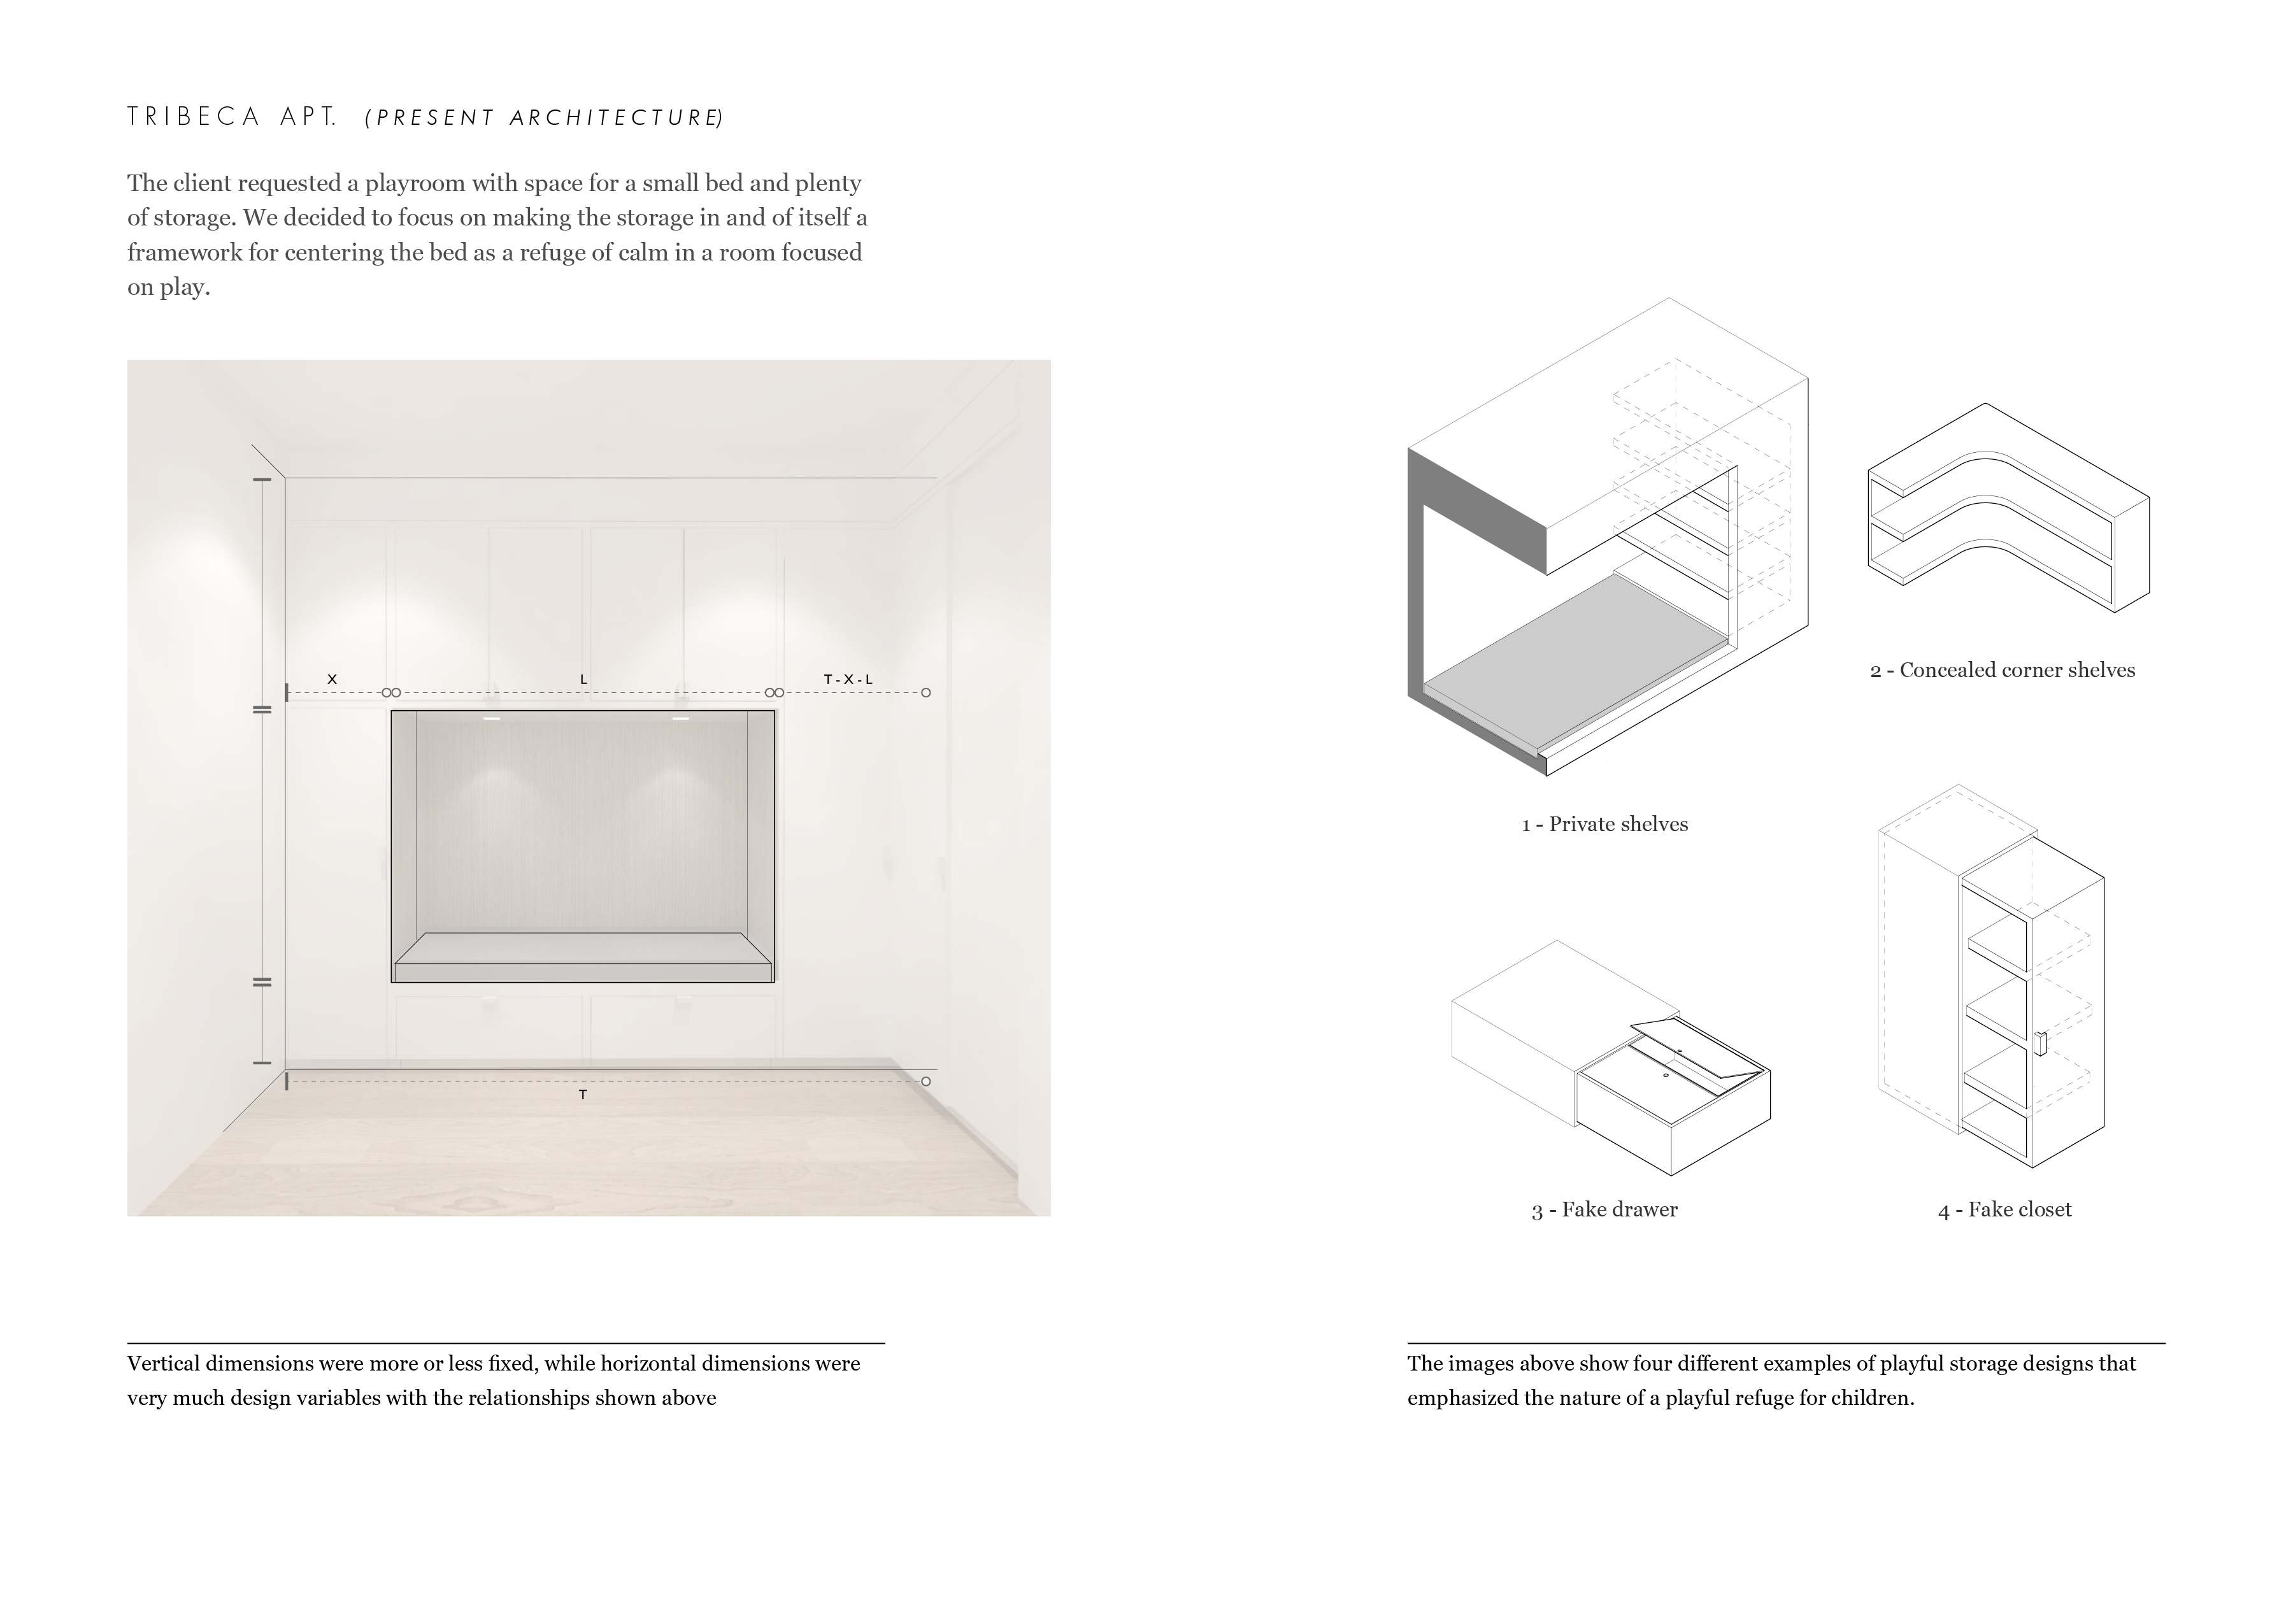 TRIBECA APT. (PRESENT ARCHITECTURE)
The client requested a playroom with space for a small bed and plenty
of storage. We decided to focus on making the storage in and of itself a
framework for centering the bed as a refuge of calm in a room focused
on play.
X
L
T-X-L
T
Vertical dimensions were more or less fixed, while horizontal dimensions were
very much design variables with the relationships shown above
2 - Concealed corner shelves
1 - Private shelves
3 - Fake drawer
4 - Fake closet
The images above show four different examples of playful storage designs that
emphasized the nature of a playful refuge for children.